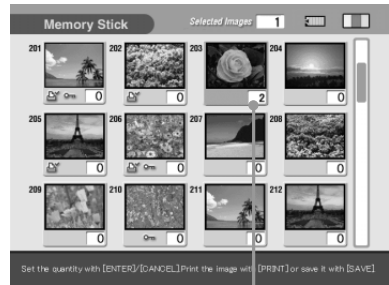 Memory Stick Selected Images 1
201 202 203 204
0 0 2 0
205 206 207 208
0 0 0 0
209 210 211 212
0 0 0 0
Set the quantity with [ENTER]/[CANCEL].Print the image with [PRINT] or save it with [SAVE]